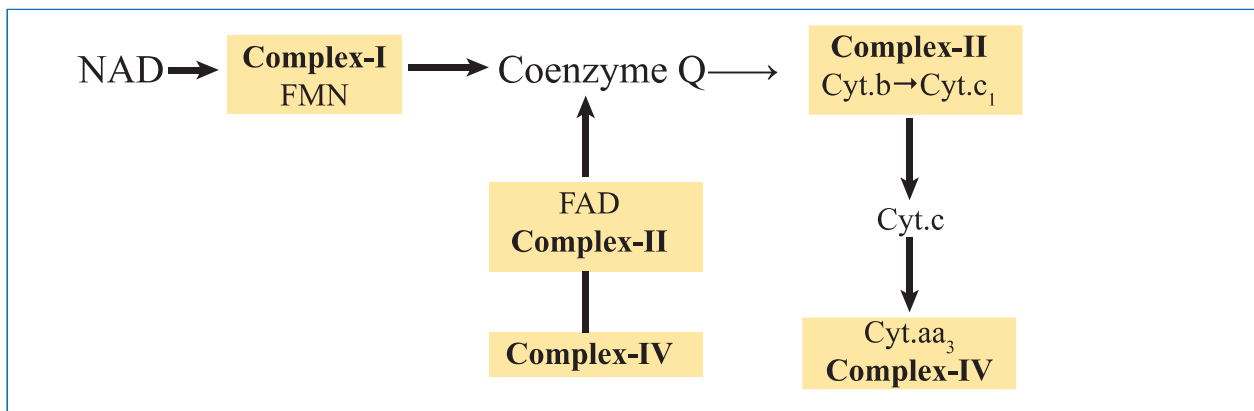 NAD
Complex-I
FMN
Coenzyme Q
Complex-II
Cyt.b→Cyt.c₁
FAD
Complex-II
Cyt.c
Complex-IV
Cyt.aa₃
Complex-IV